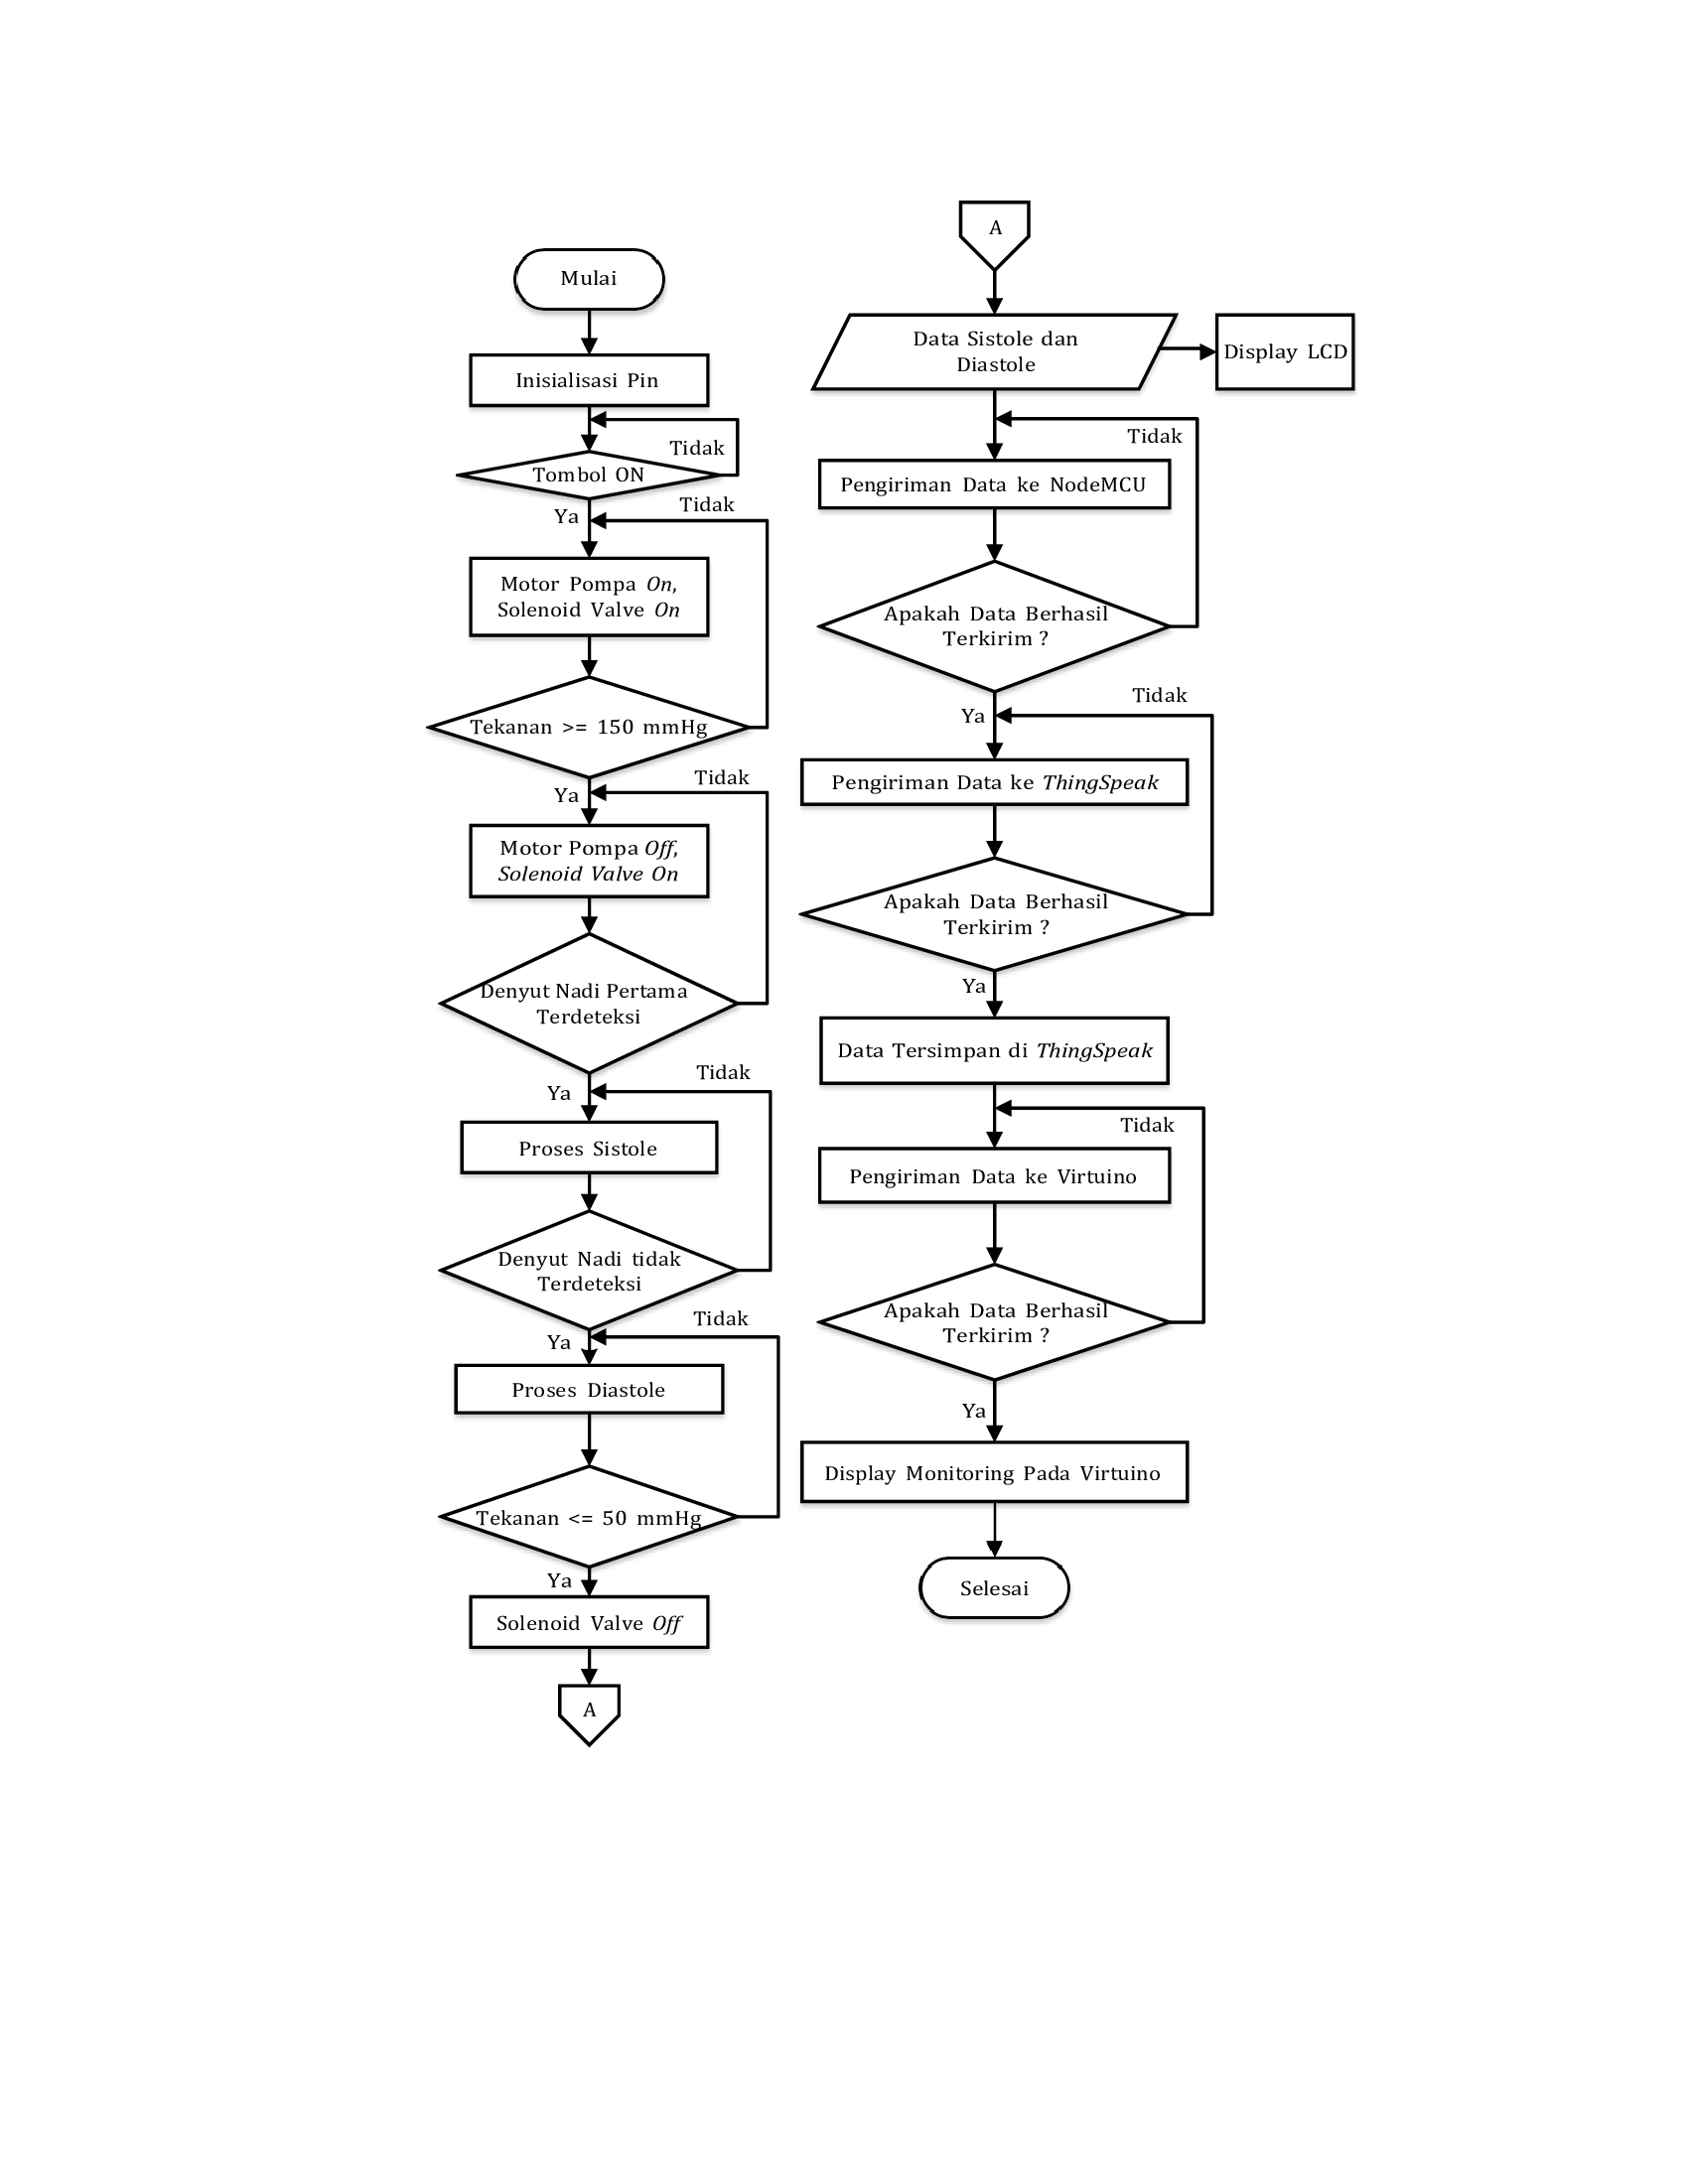 Mulai
Inisialisasi Pin
Tidak
Tombol ON
Ya
Tidak
Motor Pompa On,
Solenoid Valve On
Tekanan >= 150 mmHg
Tidak
Ya
Motor Pompa Off,
Solenoid Valve On
Denyut Nadi Pertama
Terdeteksi
Tidak
Ya
Proses Sistole
Denyut Nadi tidak
Terdeteksi
Tidak
Ya
Proses Diastole
Tekanan <= 50 mmHg
Ya
Solenoid Valve Off
A
A
Data Sistole dan
Diastole
Display LCD
Tidak
Pengiriman Data ke NodeMCU
Apakah Data Berhasil
Terkirim ?
Tidak
Ya
Pengiriman Data ke ThingSpeak
Apakah Data Berhasil
Terkirim ?
Ya
Data Tersimpan di ThingSpeak
Tidak
Pengiriman Data ke Virtuino
Apakah Data Berhasil
Terkirim ?
Ya
Display Monitoring Pada Virtuino
Selesai